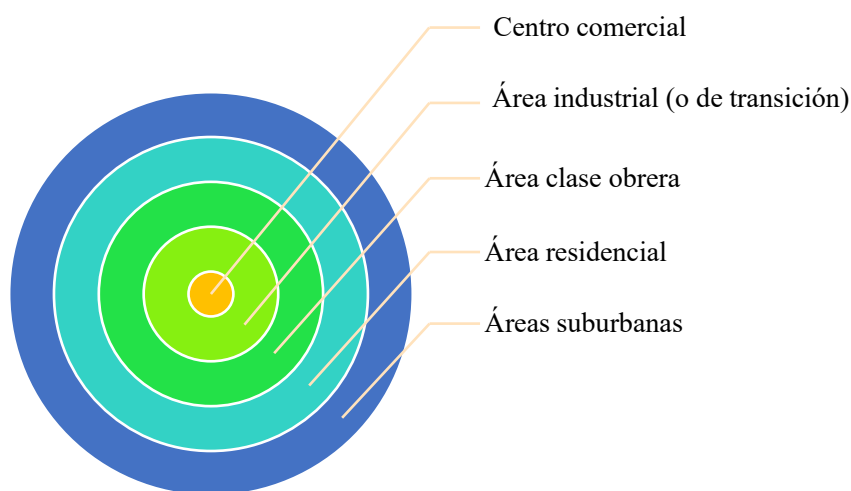 Centro comercial
Área industrial (o de transición)
Área clase obrera
Área residencial
Áreas suburbanas